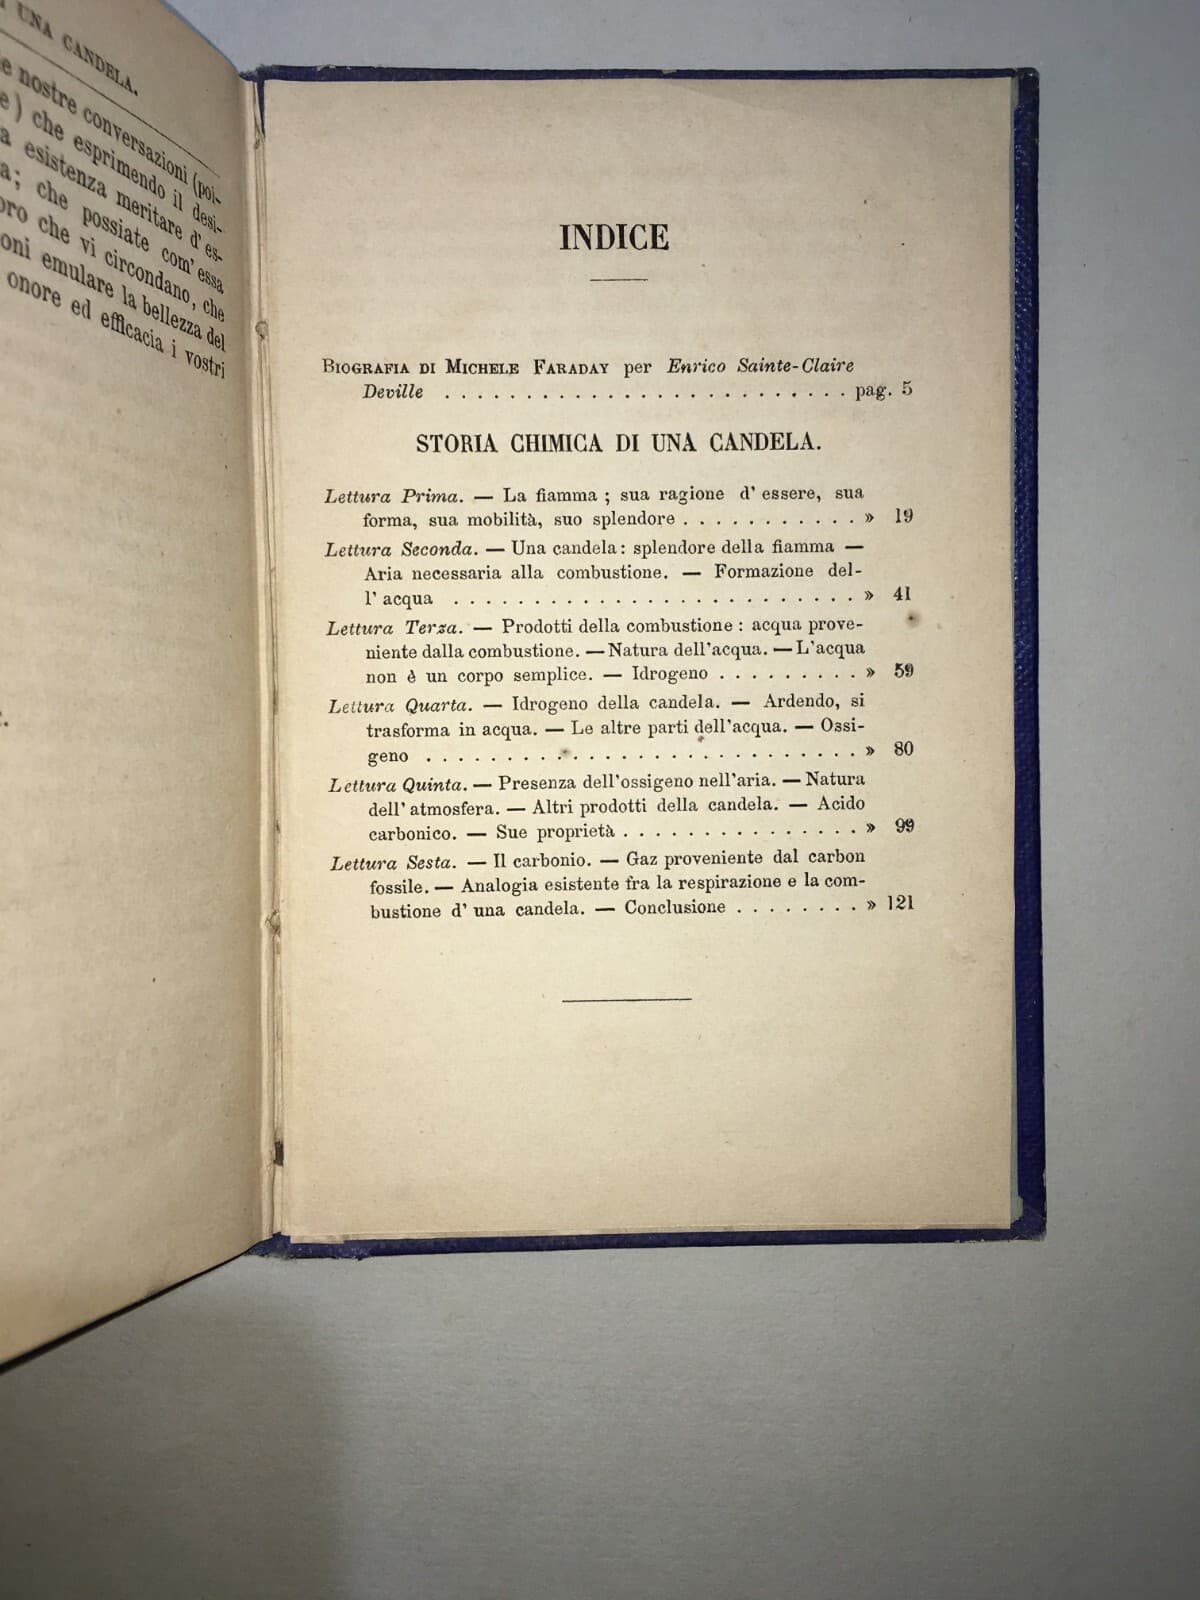 UNA CANDELA.
nostre conversazioni (poi-
che esprimendo il desi-
esistenza meritare d' es-
che possiate com' essa
che vi circondano, che
emulare la bellezza del
onore ed efficacia i vostri
INDICE
BIOGRAFIA DI MICHELE FARADAY per Enrico Sainte-Claire
Deville . . . . . . . . . . . . . . . . . . . . . . . . . . pag. 5
STORIA CHIMICA DI UNA CANDELA.
Lettura Prima. — La fiamma ; sua ragione d' essere, sua
forma, sua mobilità, suo splendore . . . . . . . . . . . » 19
Lettura Seconda. — Una candela: splendore della fiamma —
Aria necessaria alla combustione. — Formazione del-
l' acqua . . . . . . . . . . . . . . . . . . . . . . . . . . » 41
Lettura Terza. — Prodotti della combustione : acqua prove-
niente dalla combustione. — Natura dell'acqua. — L'acqua
non è un corpo semplice. — Idrogeno . . . . . . . . . » 59
Lettura Quarta. — Idrogeno della candela. — Ardendo, si
trasforma in acqua. — Le altre parti dell'acqua. — Ossi-
geno . . . . . . . . . . . . . . . . . . . . . . . . . . . . » 80
Lettura Quinta. — Presenza dell'ossigeno nell'aria. — Natura
dell' atmosfera. — Altri prodotti della candela. — Acido
carbonico. — Sue proprietà . . . . . . . . . . . . . . . » 99
Lettura Sesta. — Il carbonio. — Gaz proveniente dal carbon
fossile. — Analogia esistente fra la respirazione e la com-
bustione d' una candela. — Conclusione . . . . . . . . » 121